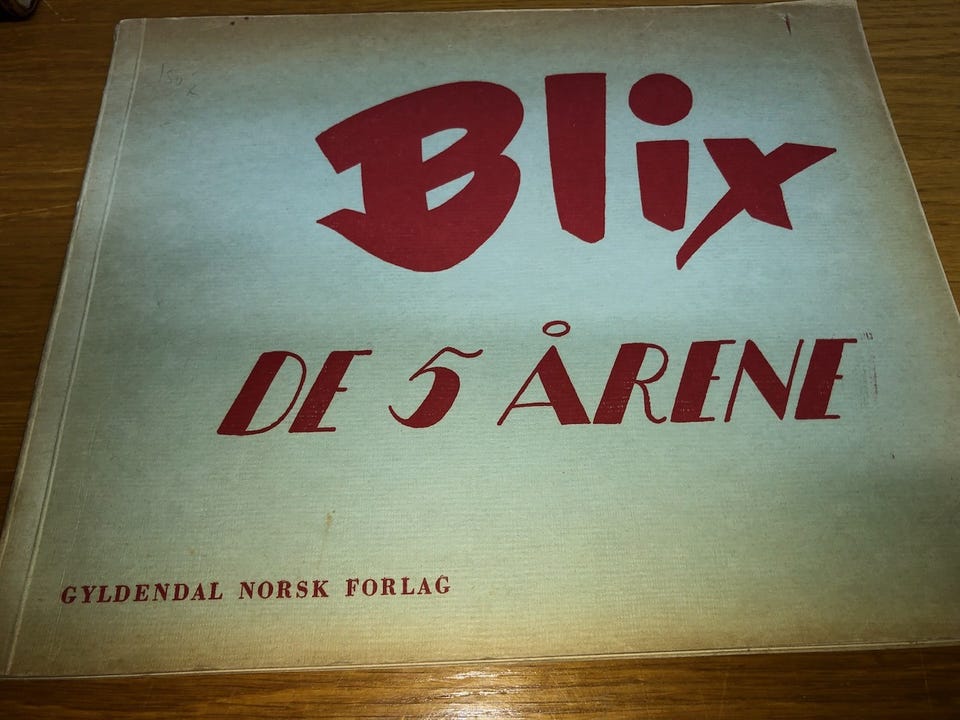 Blix
DE 5 ÅRENE
GYLDENDAL NORSK FORLAG